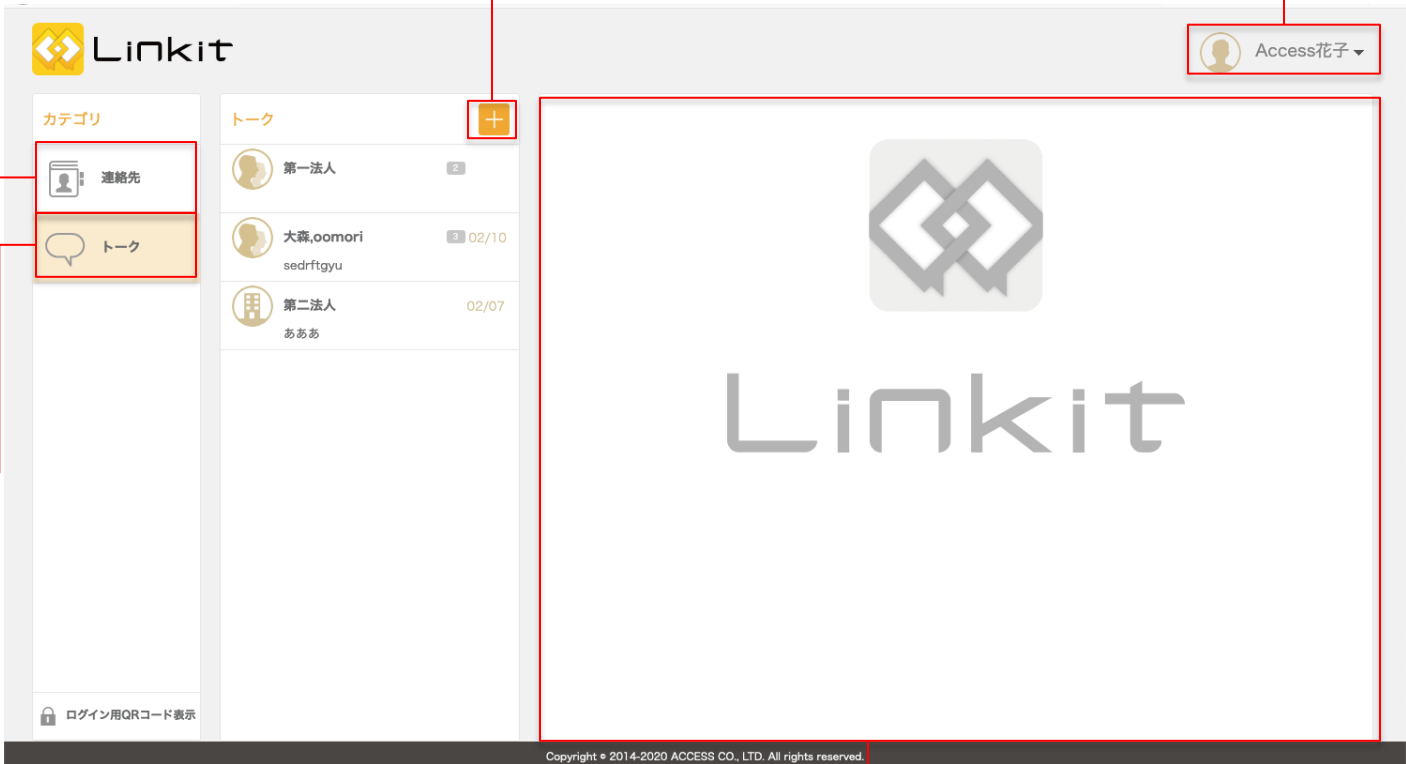 Linkit
Access花子
カテゴリ
連絡先
トーク
ログイン用QRコード表示
トーク
第一法人 2
大森,oomori 3 02/10
sedrftgyu
第二法人 02/07
あああ
Linkit
Copyright © 2014-2020 ACCESS CO., LTD. All rights reserved.